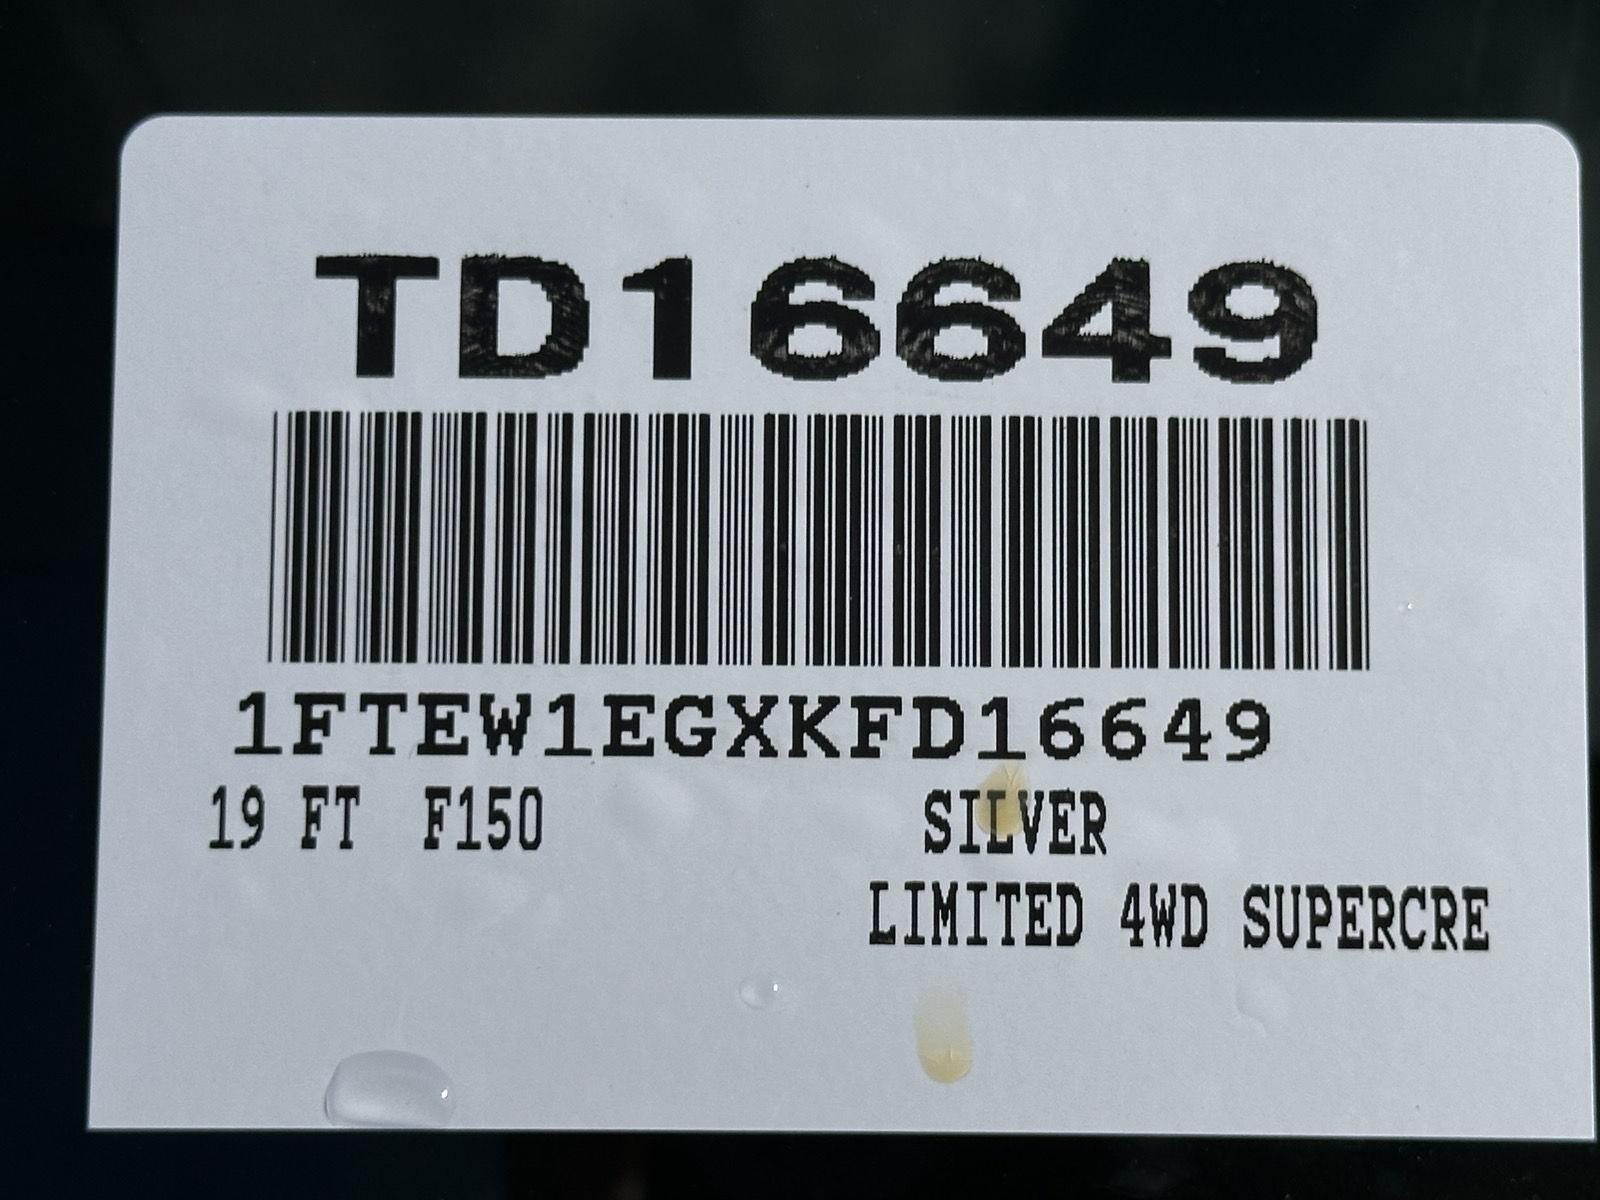 TD16649
1FTEW1EGXKFD16649
19 FT F150 SILVER
LIMITED 4WD SUPERCRE